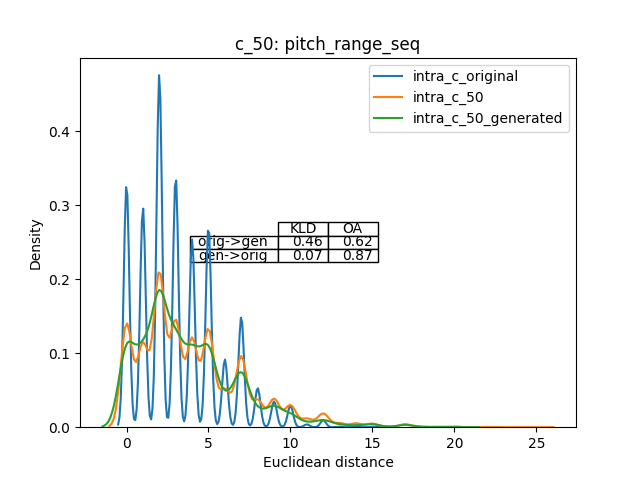 c_50: pitch_range_seq
intra_c_original
intra_c_50
intra_c_50_generated
KLD OA
orig->gen 0.46 0.62
gen->orig 0.07 0.87
Density
0.4
0.3
0.2
0.1
0.0
0 5 10 15 20 25
Euclidean distance